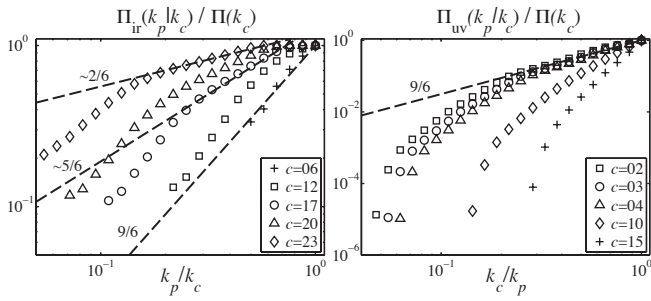 Π_ir(k_p|k_c) / Π(k_c)
10^0
10^-1
~2/6
~5/6
9/6
+ c=06
□ c=12
○ c=17
△ c=20
◇ c=23
10^-1
10^0
k_p/k_c
Π_uv(k_p/k_c) / Π(k_c)
10^0
10^-2
10^-4
10^-6
9/6
□ c=02
○ c=03
△ c=04
◇ c=10
+ c=15
10^-1
10^0
k_c/k_p